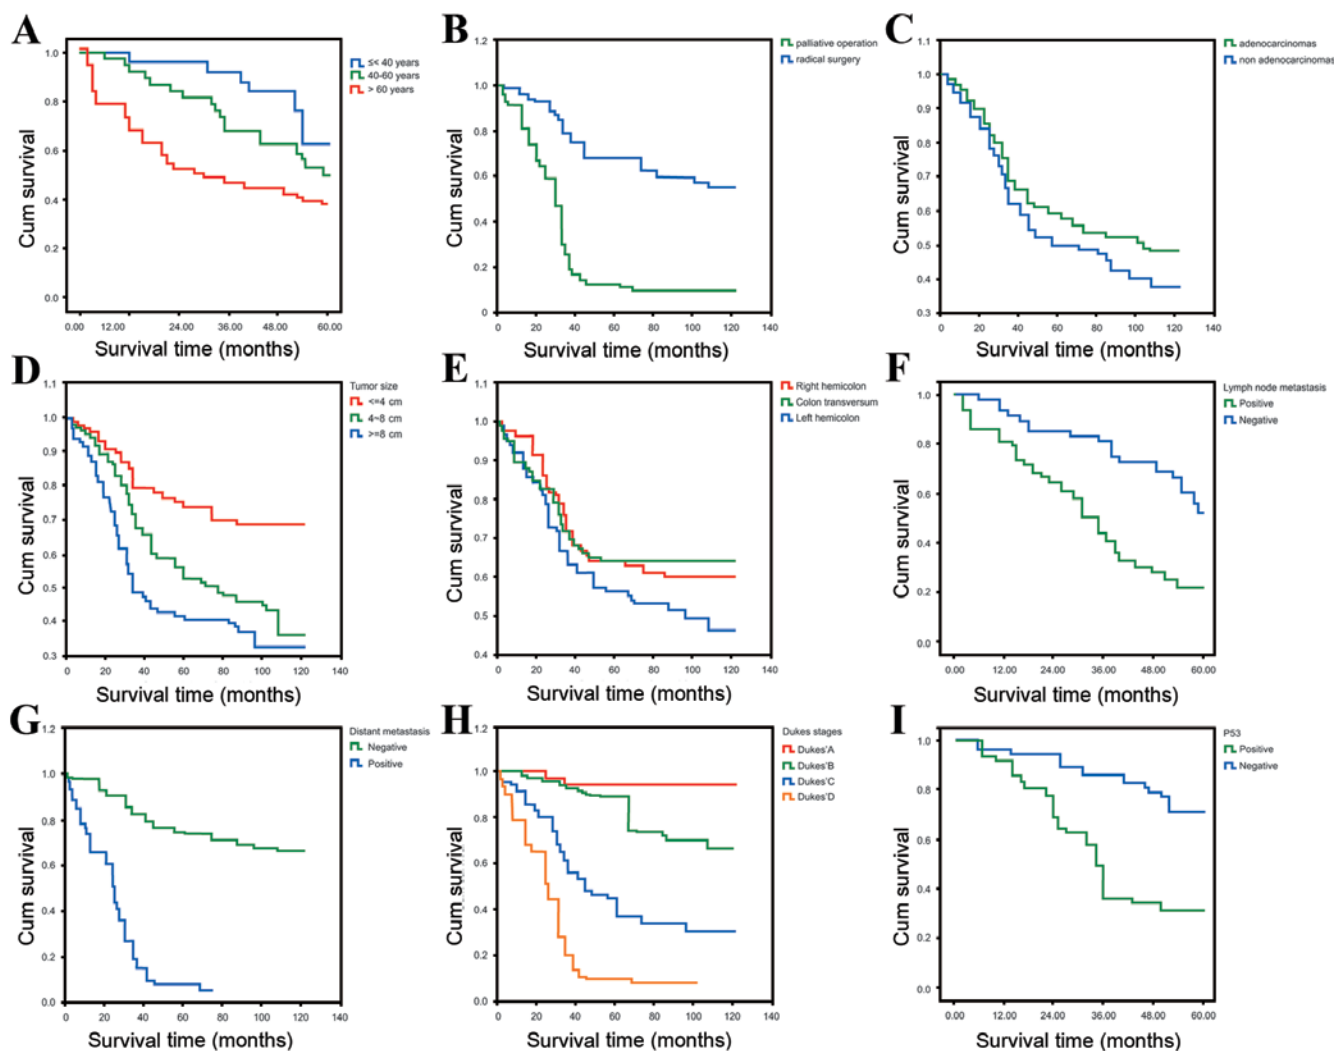 A
≤< 40 years
40-60 years
> 60 years
1.0
0.8
0.6
0.4
0.6
0.0
Cum survival
0.00 12.00 24.00 36.00 48.00 60.00
Survival time (months)
B
palliative operation
radical surgery
1.2
1.0
0.8
0.6
0.4
0.2
0.0
Cum survival
0 20 40 60 80 100 120 140
Survival time (months)
C
adenocarcinomas
non adenocarcinomas
1.1
1.0
0.9
0.8
0.7
0.6
0.5
0.4
0.3
Cum survival
0 20 40 60 80 100 120 140
Survival time (months)
D
Tumor size
<=4 cm
4~8 cm
>=8 cm
1.1
1.0
0.9
0.8
0.7
0.6
0.5
0.4
0.3
Cum survival
0 20 40 60 80 100 120 140
Survival time (months)
E
Right hemicolon
Colon transversum
Left hemicolon
1.1
1.0
0.9
0.8
0.7
0.6
0.5
0.4
Cum survival
0 20 40 60 80 100 120 140
Survival time (months)
F
Lymph node metastasis
Positive
Negative
1.0
0.8
0.6
0.4
0.2
0.0
Cum survival
0.00 12.00 24.00 36.00 48.00 60.00
Survival time (months)
G
Distant metastasis
Negative
Positive
1.2
1.0
0.8
0.6
0.4
0.2
0.0
Cum survival
0 20 40 60 80 100 120 140
Survival time (months)
H
Dukes stages
Dukes'A
Dukes'B
Dukes'C
Dukes'D
1.2
1.0
0.8
0.6
0.4
0.2
0.0
Cum survival
0 20 40 60 80 100 120 140
Survival time (months)
I
P53
Positive
Negative
1.0
0.8
0.6
0.4
0.2
0.0
Cum survival
0.00 12.00 24.00 36.00 48.00 60.00
Survival time (months)